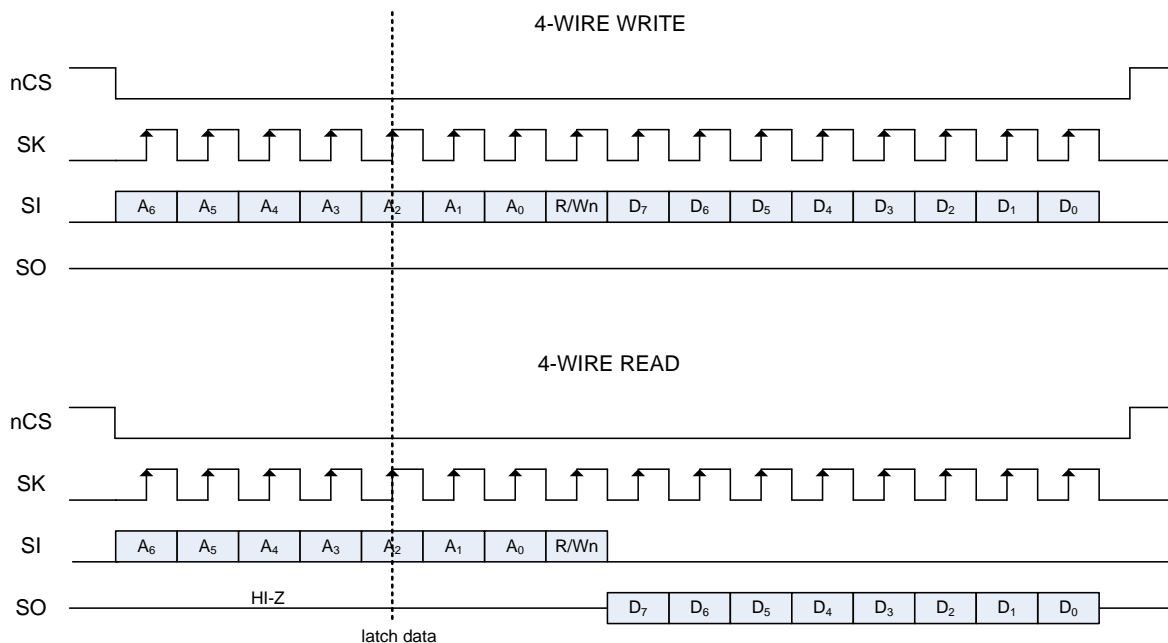 4-WIRE WRITE
nCS
SK
SI A₆ A₅ A₄ A₃ A₂ A₁ A₀ R/Wn D₇ D₆ D₅ D₄ D₃ D₂ D₁ D₀
SO
4-WIRE READ
nCS
SK
SI A₆ A₅ A₄ A₃ A₂ A₁ A₀ R/Wn
SO HI-Z D₇ D₆ D₅ D₄ D₃ D₂ D₁ D₀
latch data